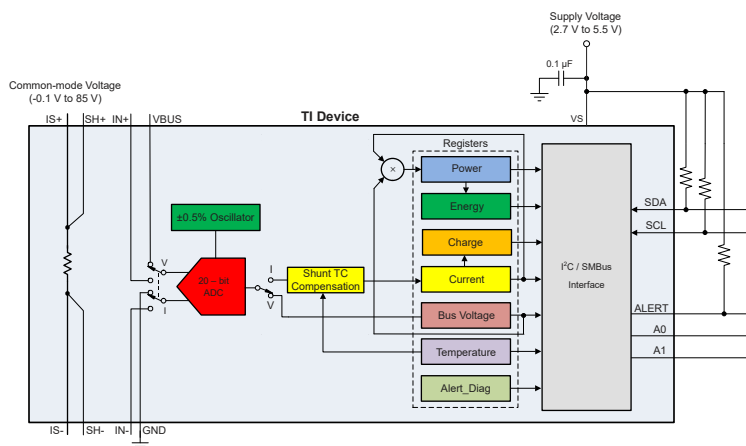 Supply Voltage
(2.7 V to 5.5 V)
0.1 µF
Common-mode Voltage
(-0.1 V to 85 V)
IS+ SH+ IN+ VBUS
TI Device
VS
Registers
×
Power
Energy
Charge
Current
Bus Voltage
Temperature
Alert_Diag
±0.5% Oscillator
20 – bit
ADC
V
I
I
V
Shunt TC
Compensation
I²C / SMBus
Interface
SDA
SCL
ALERT
A0
A1
IS- SH- IN- GND